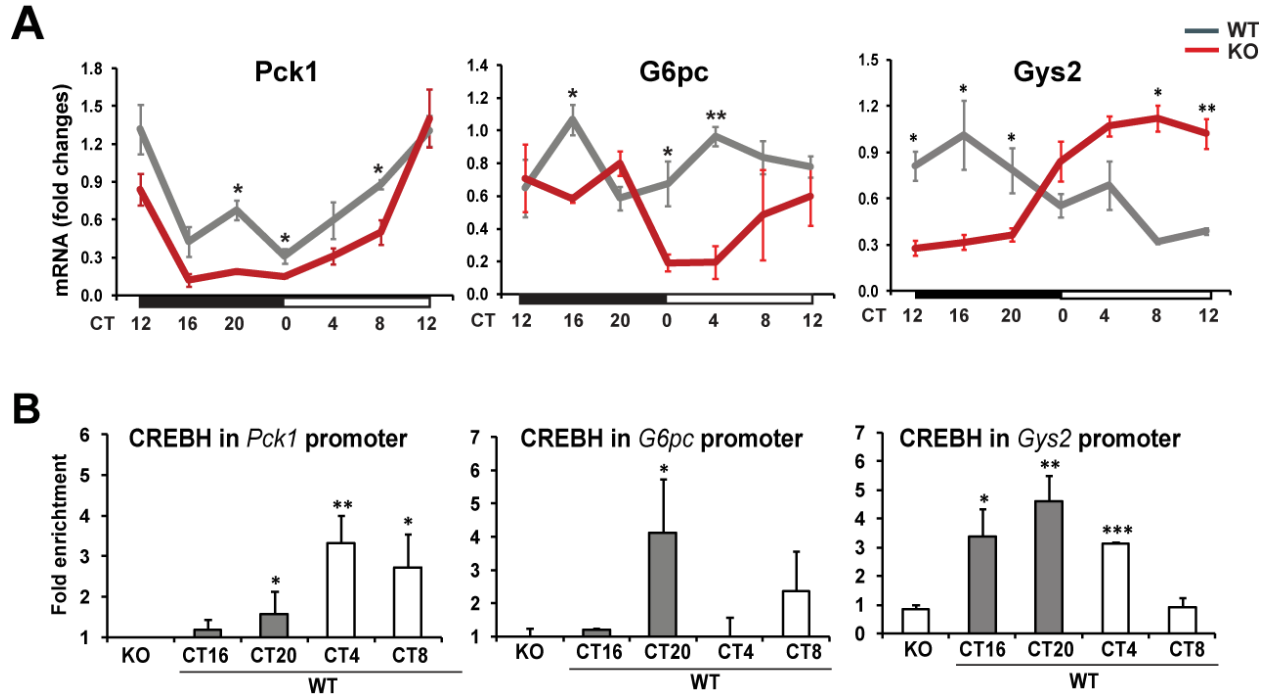 A
WT
KO
Pck1
G6pc
Gys2
mRNA (fold changes)
1.8
1.5
1.2
0.9
0.6
0.3
0.0
*
*
*
CT 12 16 20 0 4 8 12
1.4
1.2
1.0
0.8
0.6
0.4
0.2
0.0
*
*
**
CT 12 16 20 0 4 8 12
1.5
1.2
0.9
0.6
0.3
0.0
*
*
*
*
**
CT 12 16 20 0 4 8 12
B
CREBH in Pck1 promoter
Fold enrichtment
6
5
4
3
2
1
*
**
*
KO CT16 CT20 CT4 CT8
WT
CREBH in G6pc promoter
7
6
5
4
3
2
1
*
KO CT16 CT20 CT4 CT8
WT
CREBH in Gys2 promoter
7
6
5
4
3
2
1
0
*
**
***
KO CT16 CT20 CT4 CT8
WT